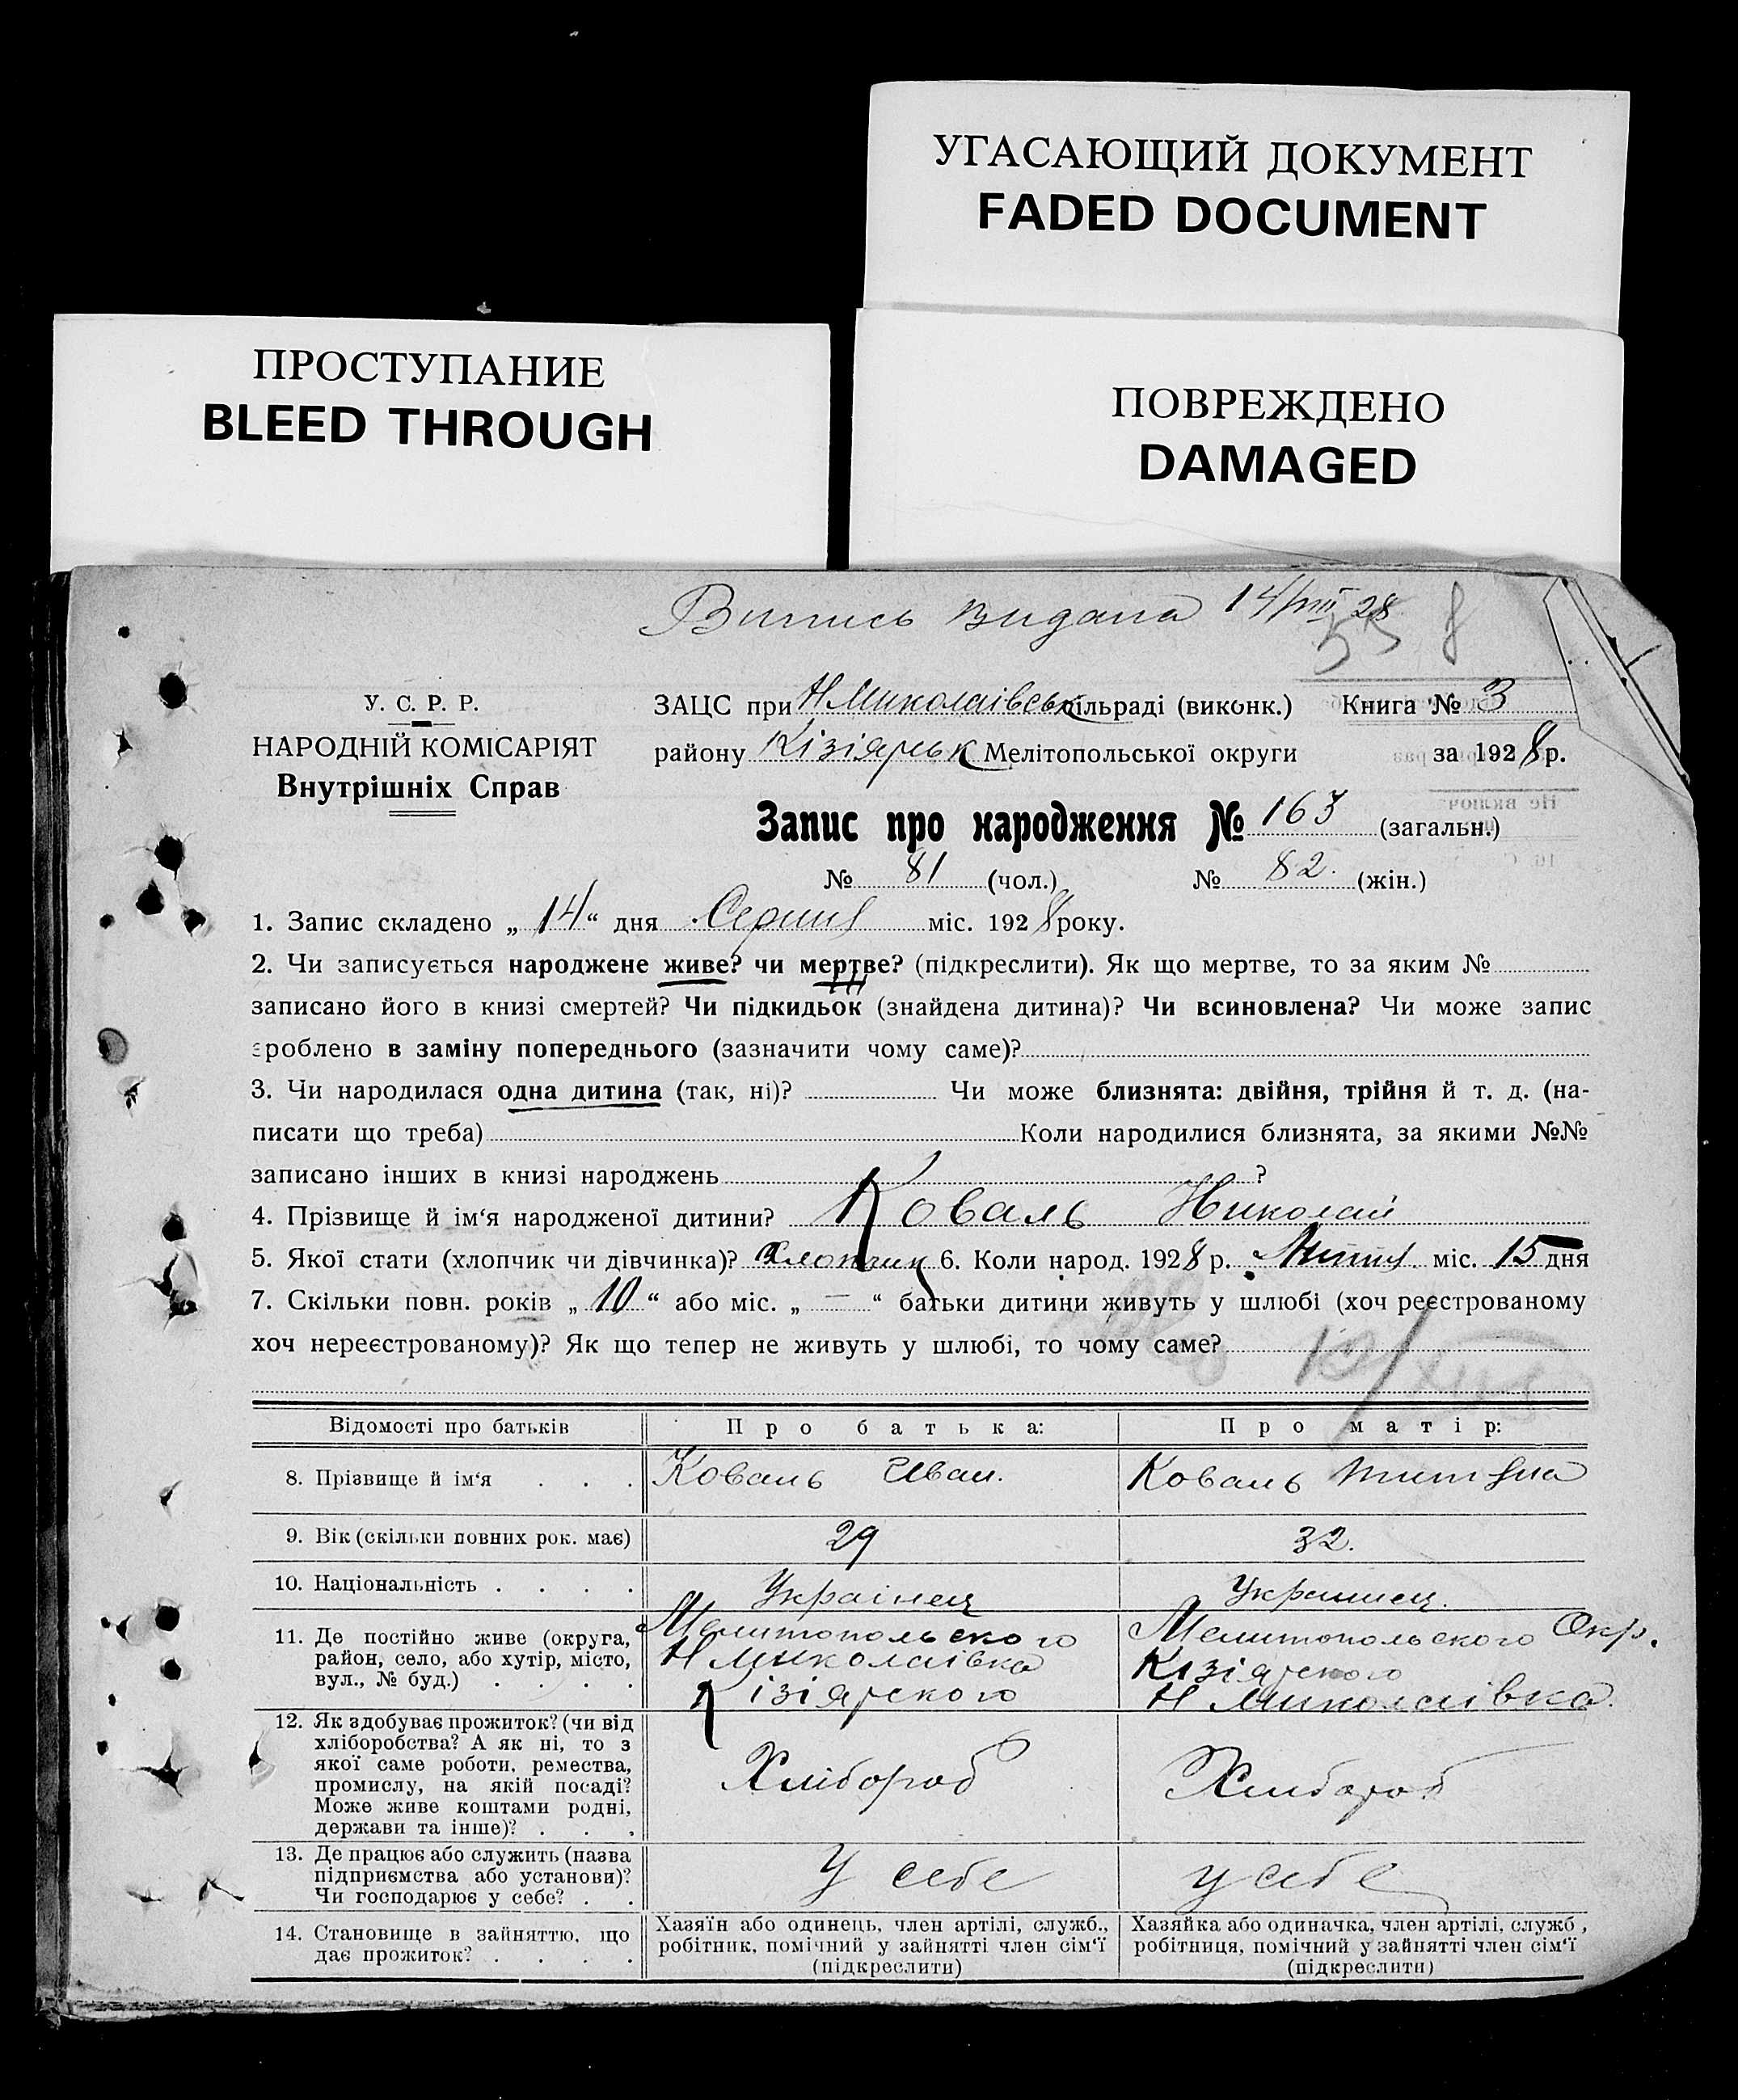 УГАСАЮЩИЙ ДОКУМЕНТ
FADED DOCUMENT
ПРОСТУПАНИЕ
BLEED THROUGH
ПОВРЕЖДЕНО
DAMAGED
Випись видана 14/VIII 28
У. С. Р. Р.
НАРОДНІЙ КОМІСАРІЯТ
Внутрішніх Справ
ЗАЦС при Н Миколаівськ сільраді (виконк.) Книга № 3
району Кізіярськ Мелітопольської округи за 1928 р.
Запис про народження № 163 (загальн.)
№ 81 (чол.) № 82. (жін.)
1. Запис складено „ 14 “ дня Серпня міс. 1928 року.
2. Чи записується народжене живе? чи мертве? (підкреслити). Як що мертве, то за яким №
записано його в книзі смертей? Чи підкидьок (знайдена дитина)? Чи всиновлена? Чи може запис
зроблено в заміну попереднього (зазначити чому саме)?
3. Чи народилася одна дитина (так, ні)? Чи може близнята: двійня, трійня й т. д. (на-
писати що треба) Коли народилися близнята, за якими №№
записано інших в книзі народжень ?
4. Прізвище й ім‘я народженої дитини? Коваль Николай
5. Якої стати (хлопчик чи дівчинка)? Хлопчик 6. Коли народ. 1928 р. Липня міс. 15 дня
7. Скільки повн. років „ 10 “ або міс. „ — “ батьки дитини живуть у шлюбі (хоч реєстрованому
хоч нереєстрованому)? Як що тепер не живуть у шлюбі, то чому саме?
Відомості про батьків Про батька: Про матір:
8. Прізвище й ім‘я . . . Коваль Иван. Коваль
9. Вік (скільки повних рок. має) 29 32.
10. Національність . . . . Украінец Украинец.
11. Де постійно живе (округа, район, село, або хутір, місто, вул., № буд.) . . . .
Мелитопольского
Н Миколаівка
Кізіярского
Мелитопольского Окр.
Кізіярского
Н Миколаівка.
12. Як здобуває прожиток? (чи від
хліборобства? А як ні, то з
якої саме роботи, ремества,
промислу, на якій посаді?
Може живе коштами родні,
держави та інше)? . . .
Хлібороб Хлибороб
13. Де працює або служить (назва
підприємства або установи)?
Чи господарює у себе? . .
У себе у себе
14. Становище в зайняттю, що
дає прожиток? . . . .
Хазяїн або одинець, член артілі, служб.,
робітник, помічний у зайнятті член сім‘ї
(підкреслити)
Хазяйка або одиначка, член артілі, служб.,
робітниця, помічний у зайнятті член сім‘ї
(підкреслити)